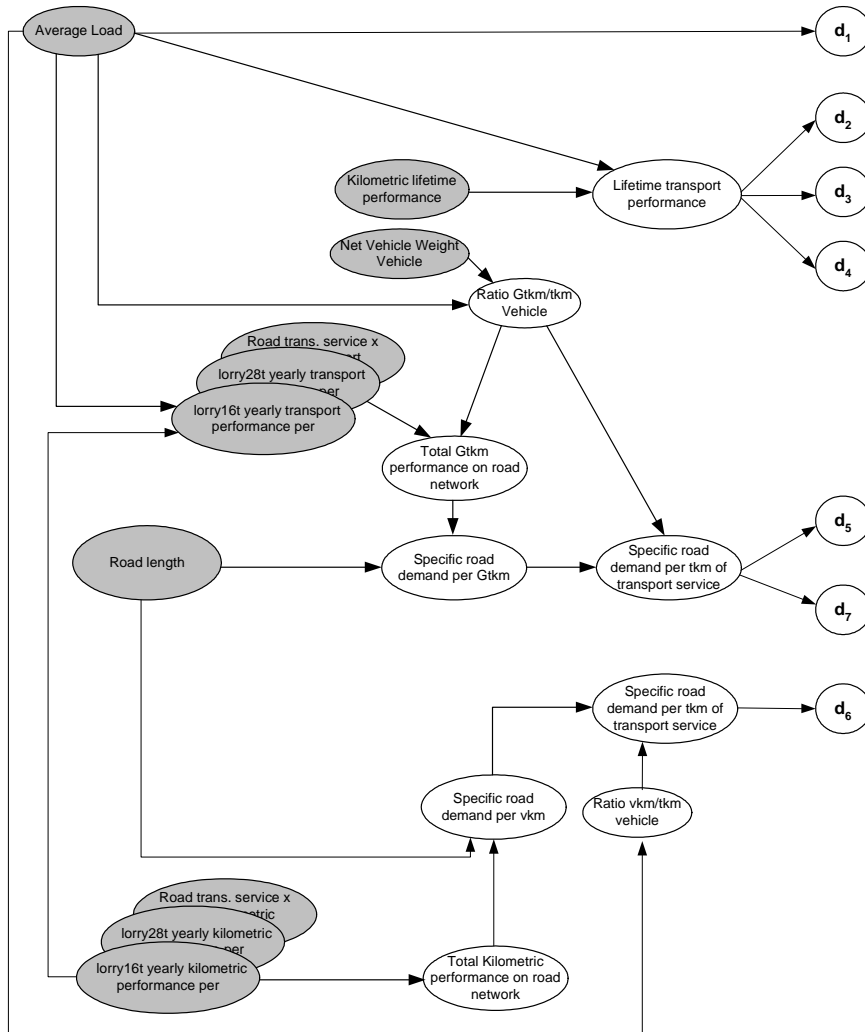 Average Load
d1
d2
Kilometric lifetime
performance
Lifetime transport
performance
d3
Net Vehicle Weight
Vehicle
d4
Ratio Gtkm/tkm
Vehicle
Road trans. service x
lorry28t yearly transport
per
lorry16t yearly transport
performance per
Total Gtkm
performance on road
network
d5
Road length
Specific road
demand per Gtkm
Specific road
demand per tkm of
transport service
d7
Specific road
demand per tkm of
transport service
d6
Specific road
demand per vkm
Ratio vkm/tkm
vehicle
Road trans. service x
lorry28t yearly kilometric
per
lorry16t yearly kilometric
performance per
Total Kilometric
performance on road
network